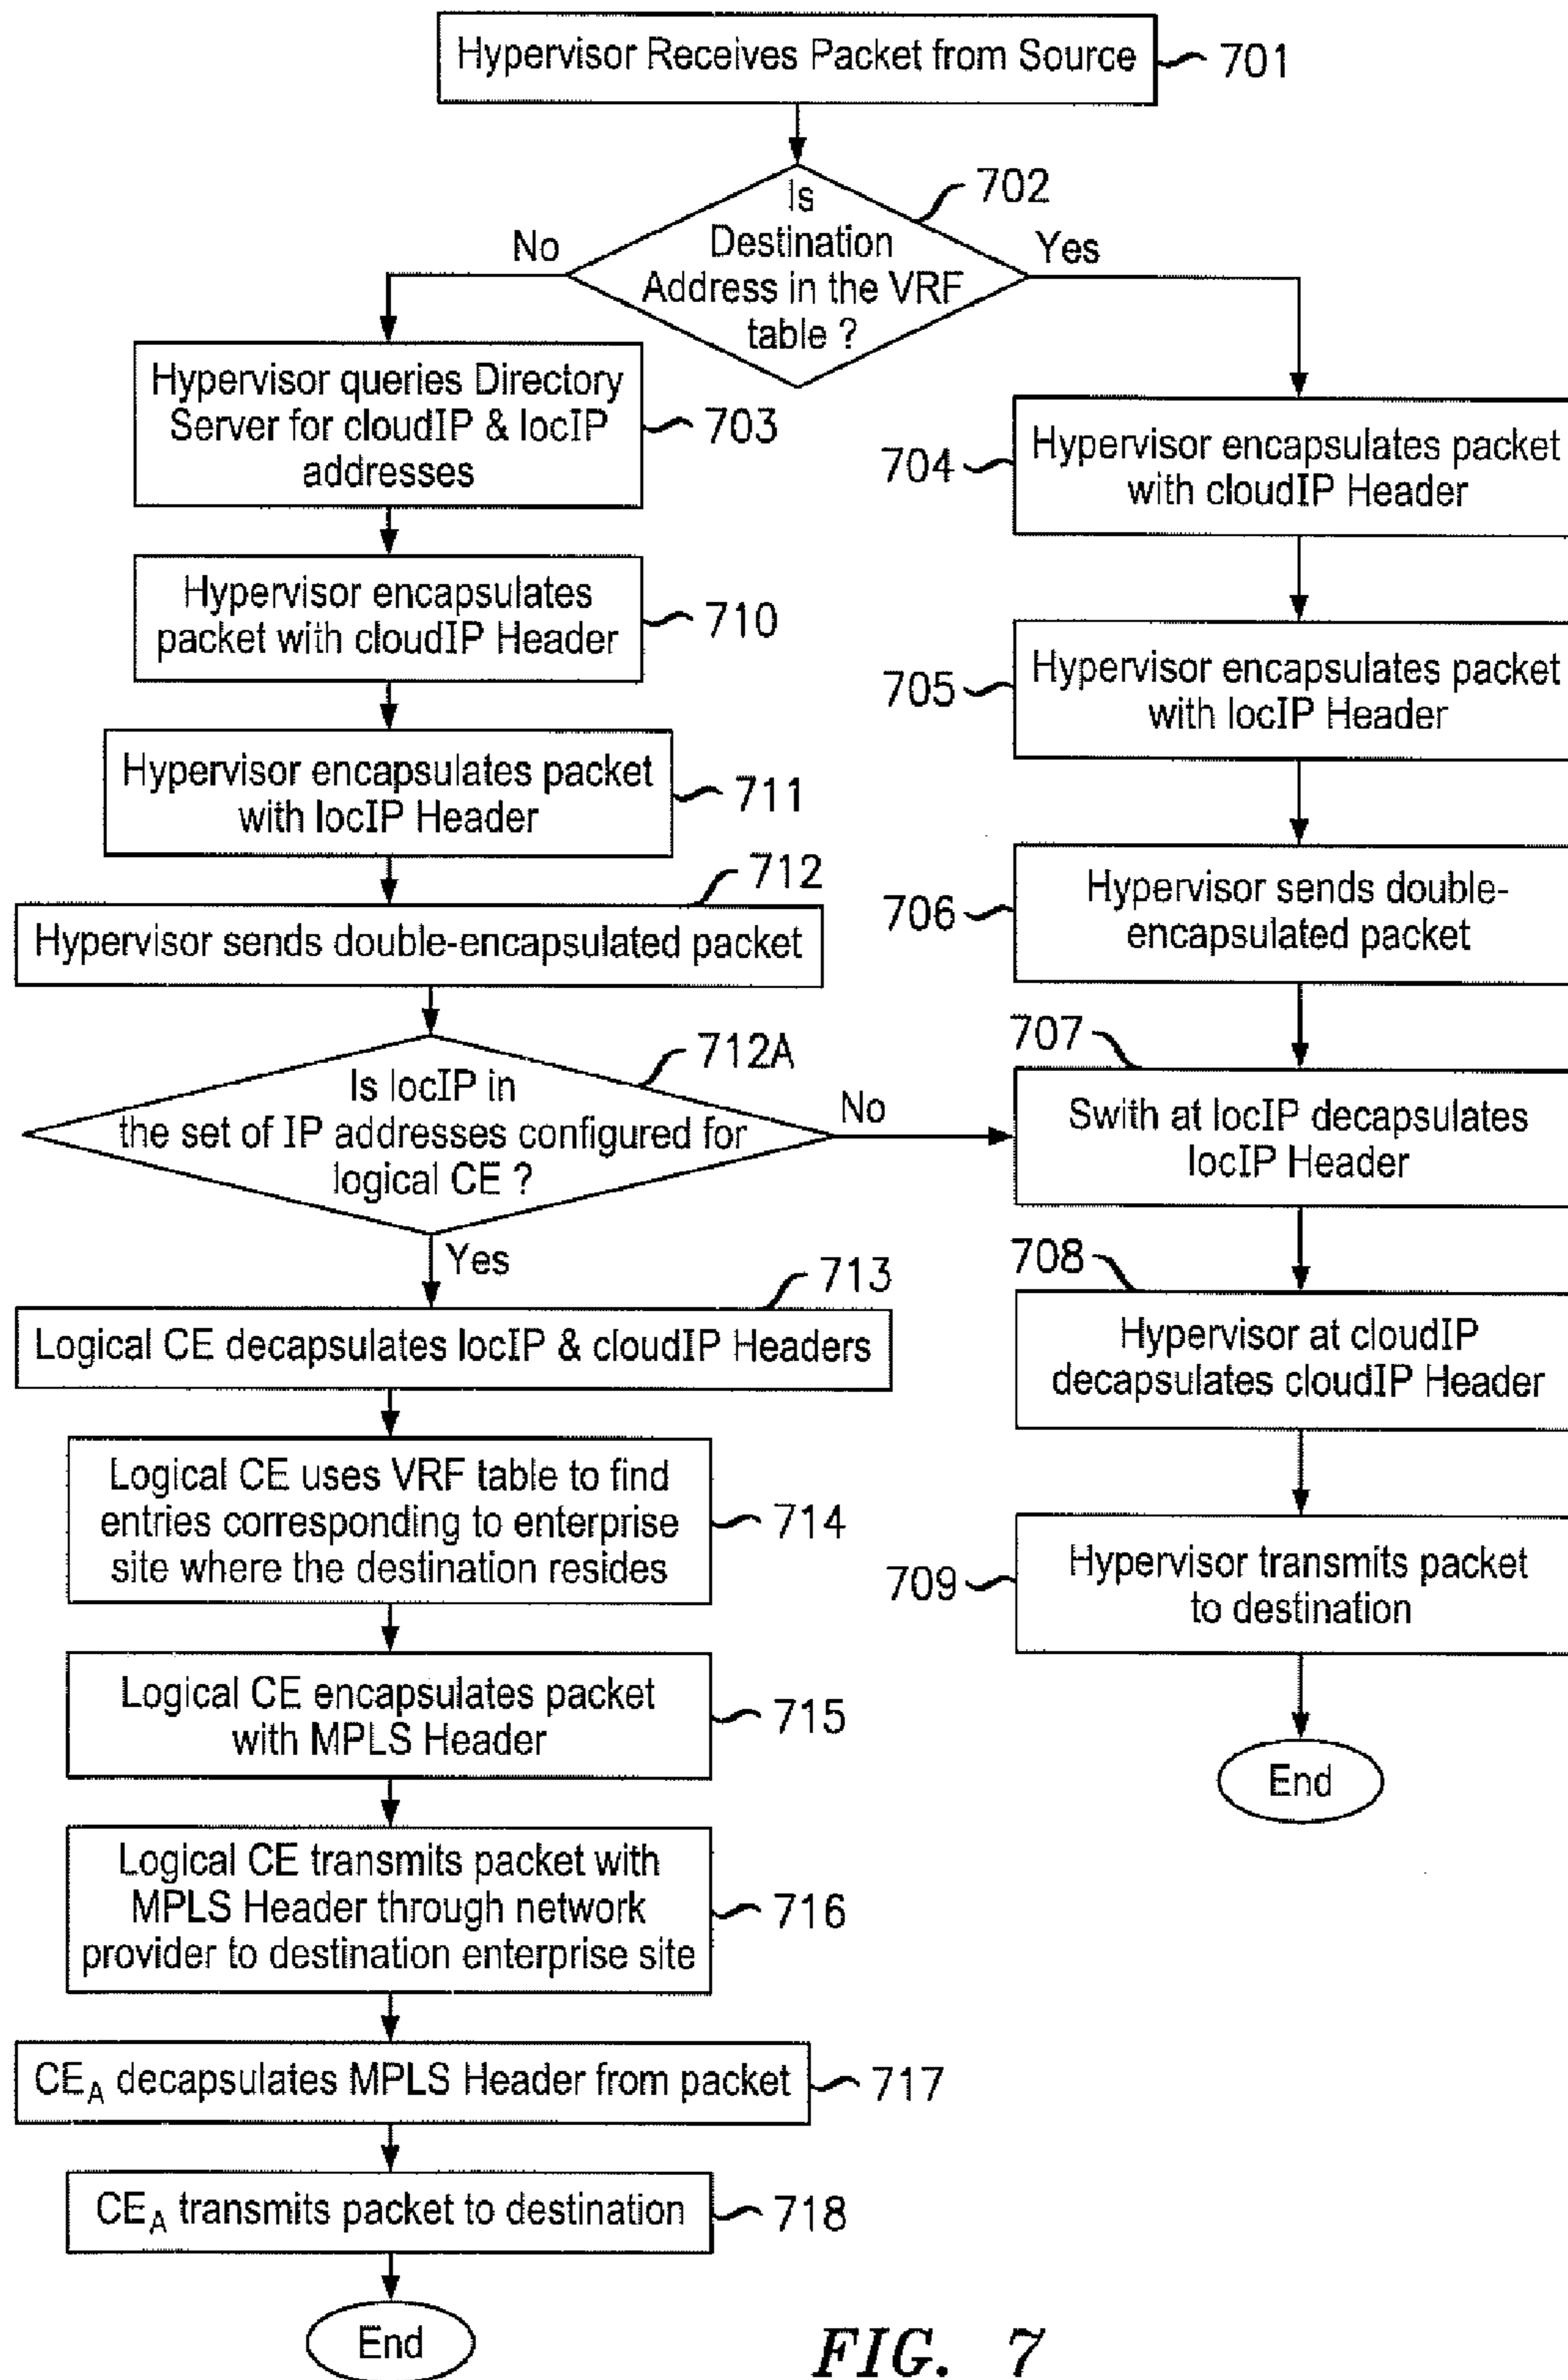 Hypervisor Receives Packet from Source
701
Is
Destination
Address in the VRF
table ?
702
No
Yes
Hypervisor queries Directory
Server for cloudIP & locIP
addresses
703
Hypervisor encapsulates
packet with cloudIP Header
710
Hypervisor encapsulates packet
with locIP Header
711
712
Hypervisor sends double-encapsulated packet
712A
Is locIP in
the set of IP addresses configured for
logical CE ?
No
Yes
713
Logical CE decapsulates locIP & cloudIP Headers
Logical CE uses VRF table to find
entries corresponding to enterprise
site where the destination resides
714
Logical CE encapsulates packet
with MPLS Header
715
Logical CE transmits packet with
MPLS Header through network
provider to destination enterprise site
716
CEA decapsulates MPLS Header from packet
717
CEA transmits packet to destination
718
End
704
Hypervisor encapsulates packet
with cloudIP Header
705
Hypervisor encapsulates packet
with locIP Header
706
Hypervisor sends double-
encapsulated packet
707
Swith at locIP decapsulates
locIP Header
708
Hypervisor at cloudIP
decapsulates cloudIP Header
709
Hypervisor transmits packet
to destination
End
FIG. 7